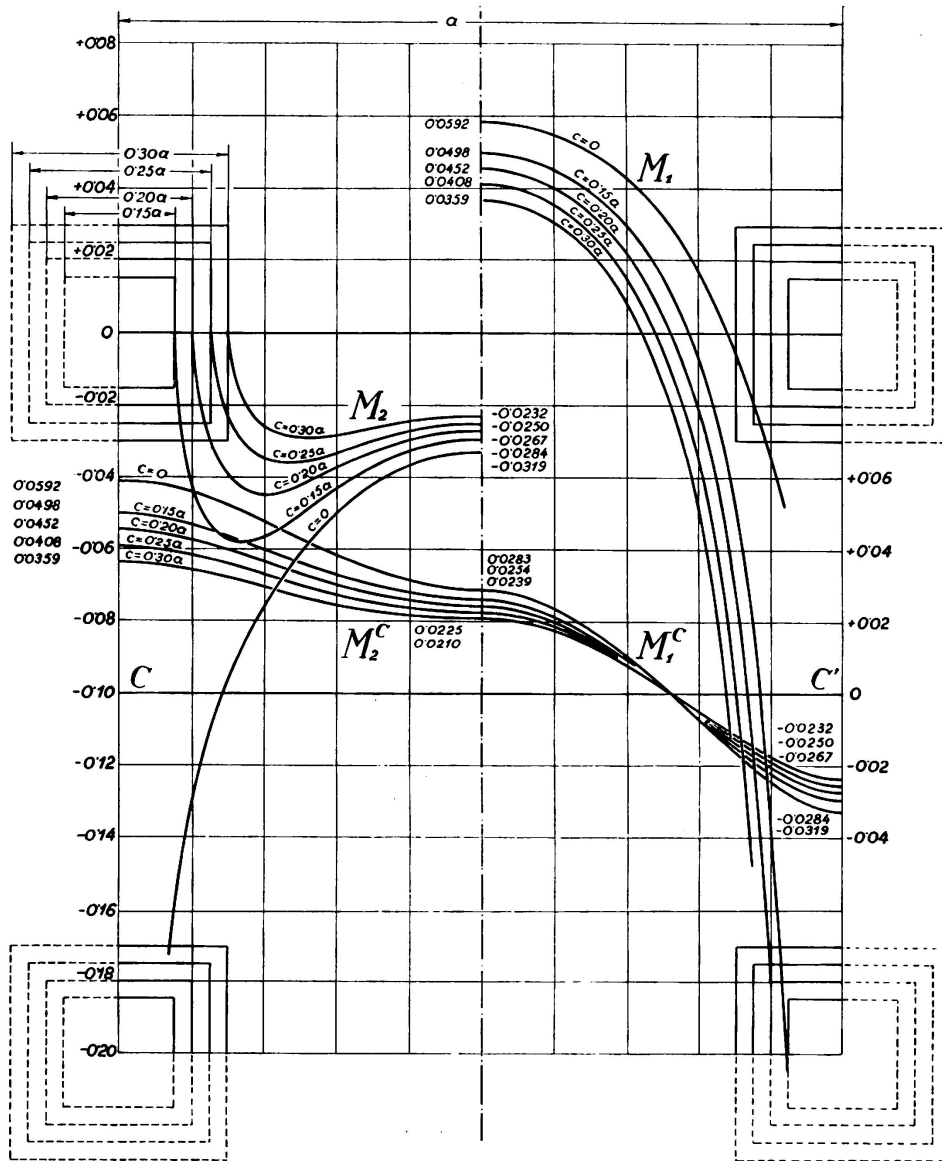 a
+0·08
+0·06
0·0592
c=0
M₁
0·30a
0·0498
0·25a
0·0452
+0·04
0·0408
0·20a
0·0359
0·15a
c=0·15a
c=0·20a
c=0·25a
c=0·30a
+0·02
0
-0·02
M₂
c=0·30a
c=0·25a
c=0·20a
c=0·15a
c=0
-0·0232
-0·0250
-0·0267
-0·0284
-0·0319
-0·04
+0·06
0·0592
0·0498
0·0452
0·0408
0·0359
c=0
c=0·15a
c=0·20a
c=0·25a
c=0·30a
-0·06
+0·04
0·0283
0·0254
0·0239
-0·08
+0·02
0·0225
0·0210
M₂ᶜ
M₁ᶜ
C
C'
-0·10
0
-0·0232
-0·0250
-0·0267
-0·12
-0·02
-0·0284
-0·0319
-0·14
-0·04
-0·16
-0·18
-0·20